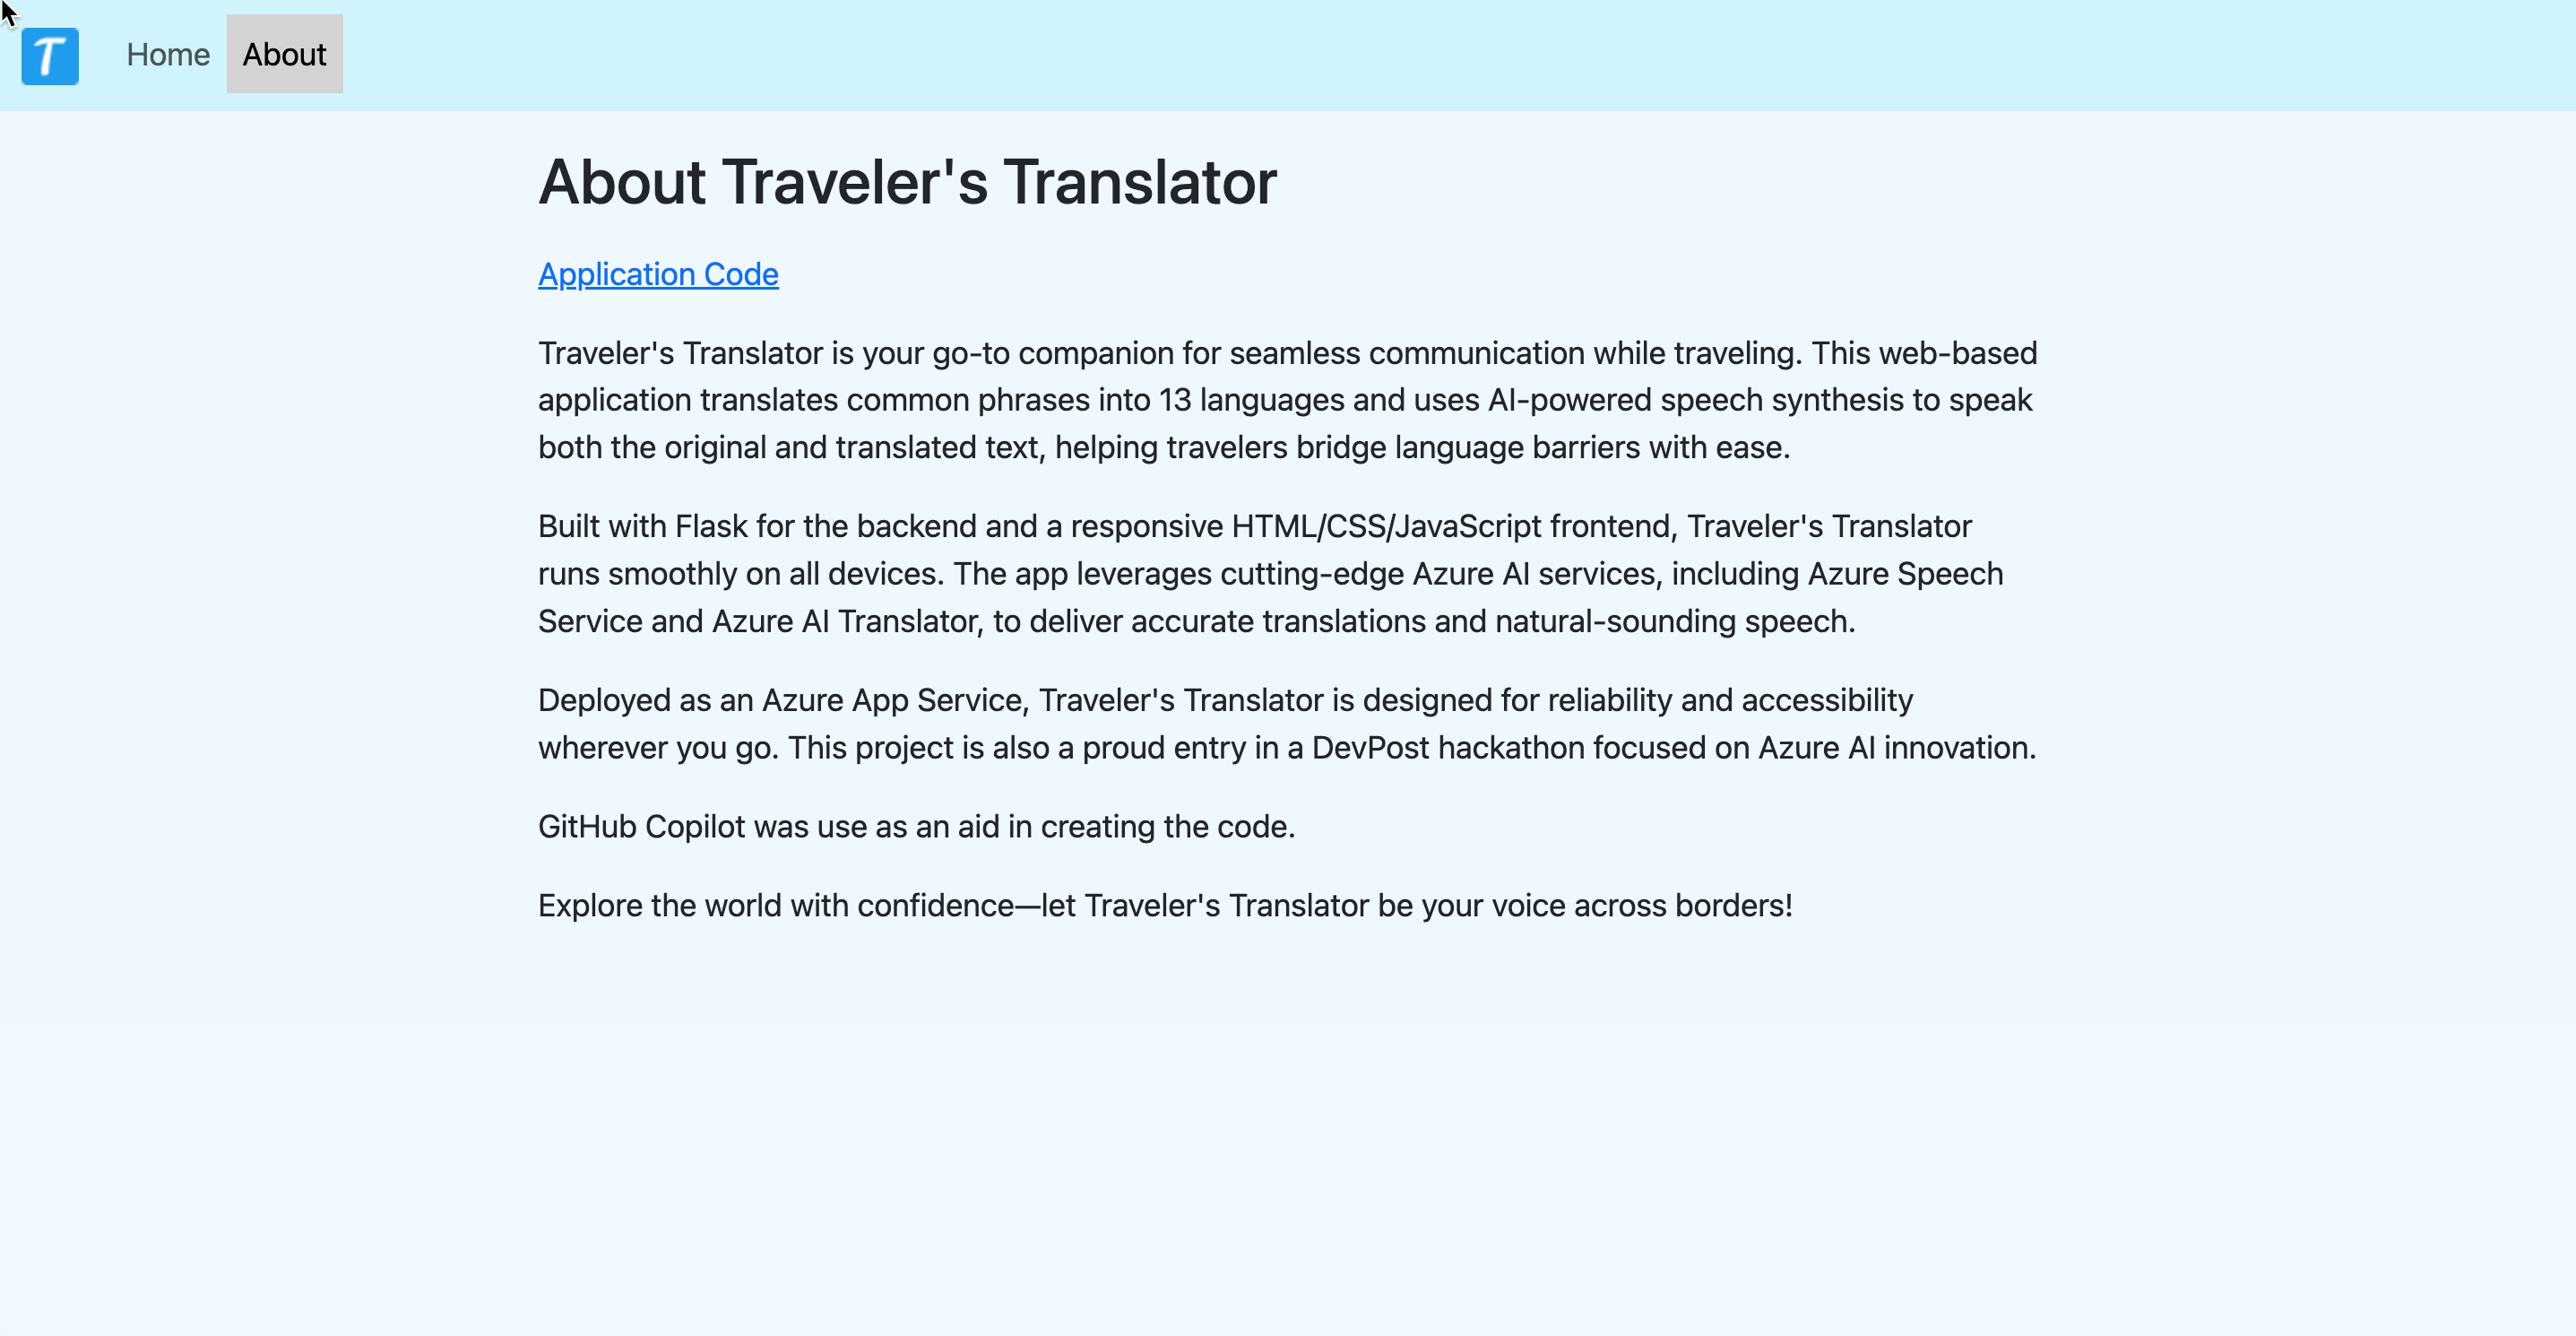 T
Home
About
About Traveler's Translator
Application Code
Traveler's Translator is your go-to companion for seamless communication while traveling. This web-based
application translates common phrases into 13 languages and uses AI-powered speech synthesis to speak
both the original and translated text, helping travelers bridge language barriers with ease.
Built with Flask for the backend and a responsive HTML/CSS/JavaScript frontend, Traveler's Translator
runs smoothly on all devices. The app leverages cutting-edge Azure AI services, including Azure Speech
Service and Azure AI Translator, to deliver accurate translations and natural-sounding speech.
Deployed as an Azure App Service, Traveler's Translator is designed for reliability and accessibility
wherever you go. This project is also a proud entry in a DevPost hackathon focused on Azure AI innovation.
GitHub Copilot was use as an aid in creating the code.
Explore the world with confidence—let Traveler's Translator be your voice across borders!